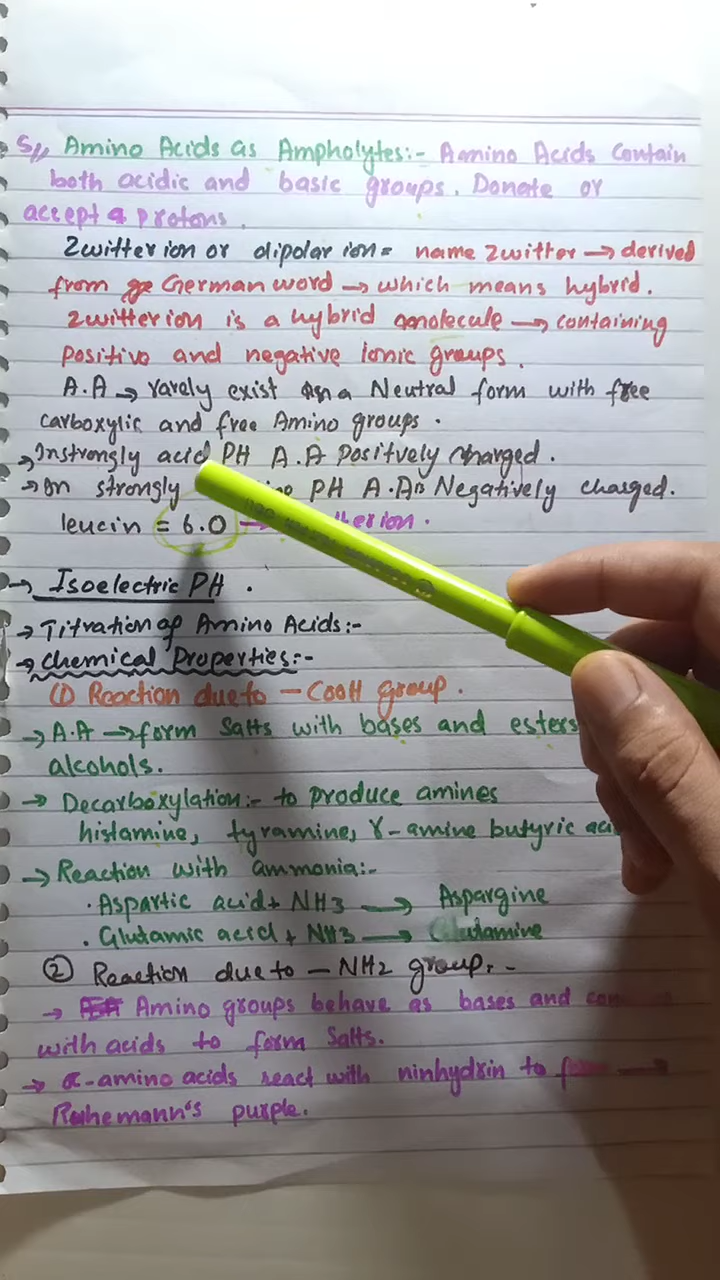 5,, Amino Acids as Ampholytes:- Amino Acids Contain
both acidic and basic groups. Donate or
accept a protons.
Zwitter ion or dipolar ion = name zwitter → derived
from German word → which means hybrid.
zwitter ion is a hybrid molecule → containing
Positive and negative ionic groups.
A.A → rarely exist in a Neutral form with free
carboxylic and free Amino groups.
→ Instrongly acid PH A.A Positvely charged.
→ In strongly PH A.A is Negatively charged.
leucin = 6.0 →
→ Isoelectric PH.
→ Titration of Amino Acids:-
→ Chemical Properties:-
(1) Reaction due to - COOH group.
→ A.A → form Salts with bases and esters
alcohols.
→ Decarboxylation:- to produce amines
histamine, tyramine, γ-amine butyric
→ Reaction with ammonia:-
· Aspartic acid + NH3 → Aspargine
· Glutamic acid + NH3 → Glutamine
② Reaction due to - NH2 group:-
→ Amino groups behave as bases and
with acids to form Salts.
→ α-amino acids react with ninhydrin to →
Ruhemann's purple.